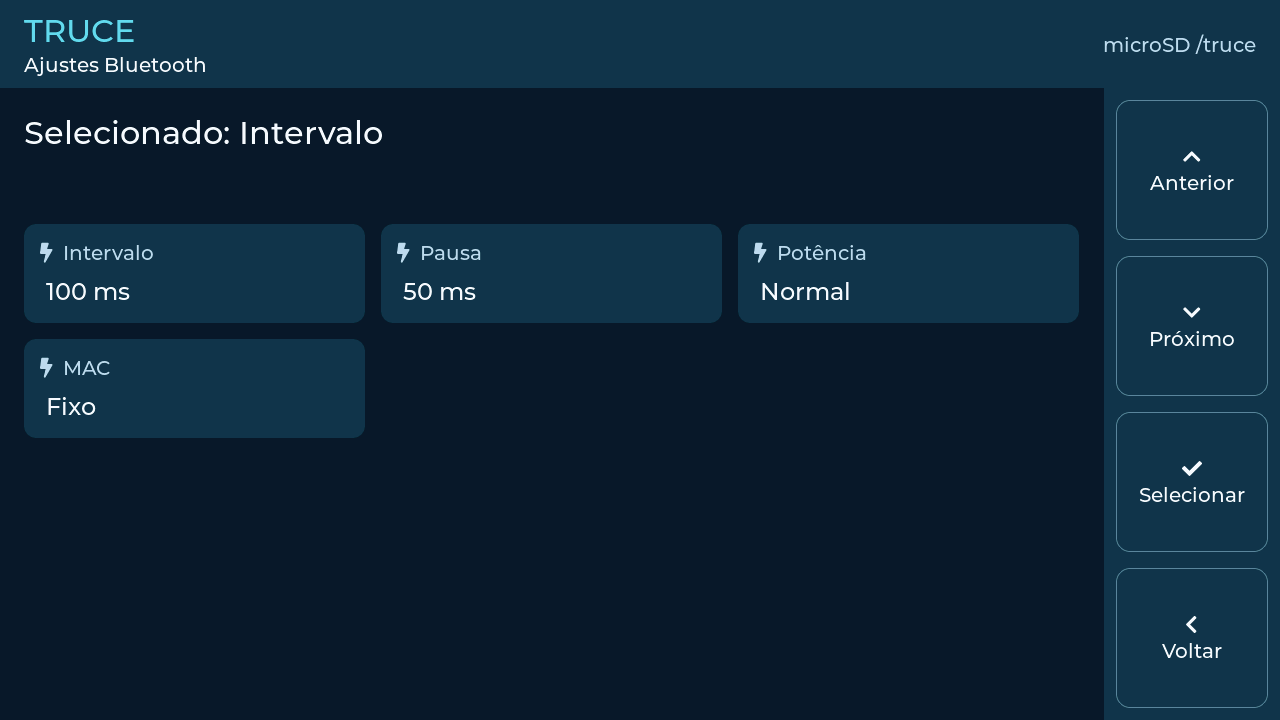 TRUCE
Ajustes Bluetooth
microSD /truce
Selecionado: Intervalo
Intervalo
100 ms
Pausa
50 ms
Potência
Normal
MAC
Fixo
Anterior
Próximo
Selecionar
Voltar